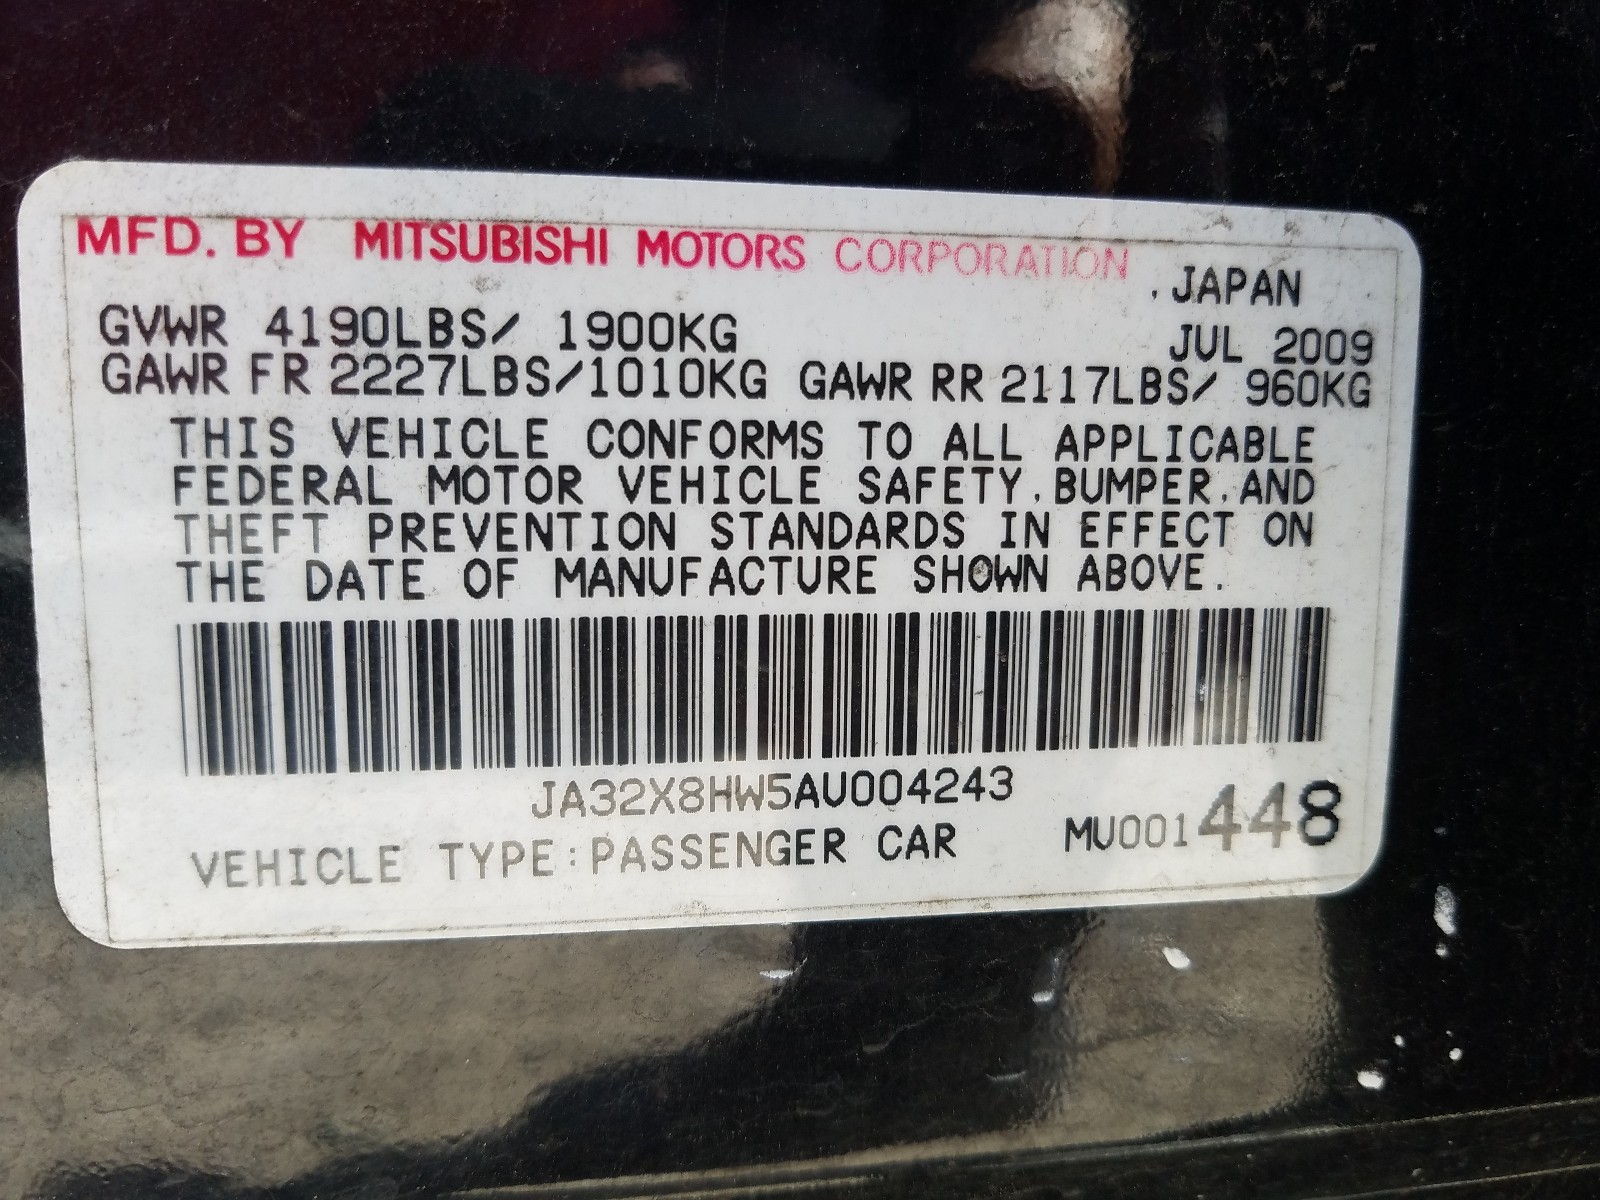 MFD. BY MITSUBISHI MOTORS CORPORATION
, JAPAN
GVWR 4190LBS/ 1900KG JUL 2009
GAWR FR 2227LBS/1010KG GAWR RR 2117LBS/ 960KG
THIS VEHICLE CONFORMS TO ALL APPLICABLE
FEDERAL MOTOR VEHICLE SAFETY, BUMPER, AND
THEFT PREVENTION STANDARDS IN EFFECT ON
THE DATE OF MANUFACTURE SHOWN ABOVE.
JA32X8HW5AU004243
VEHICLE TYPE:PASSENGER CAR MU001448